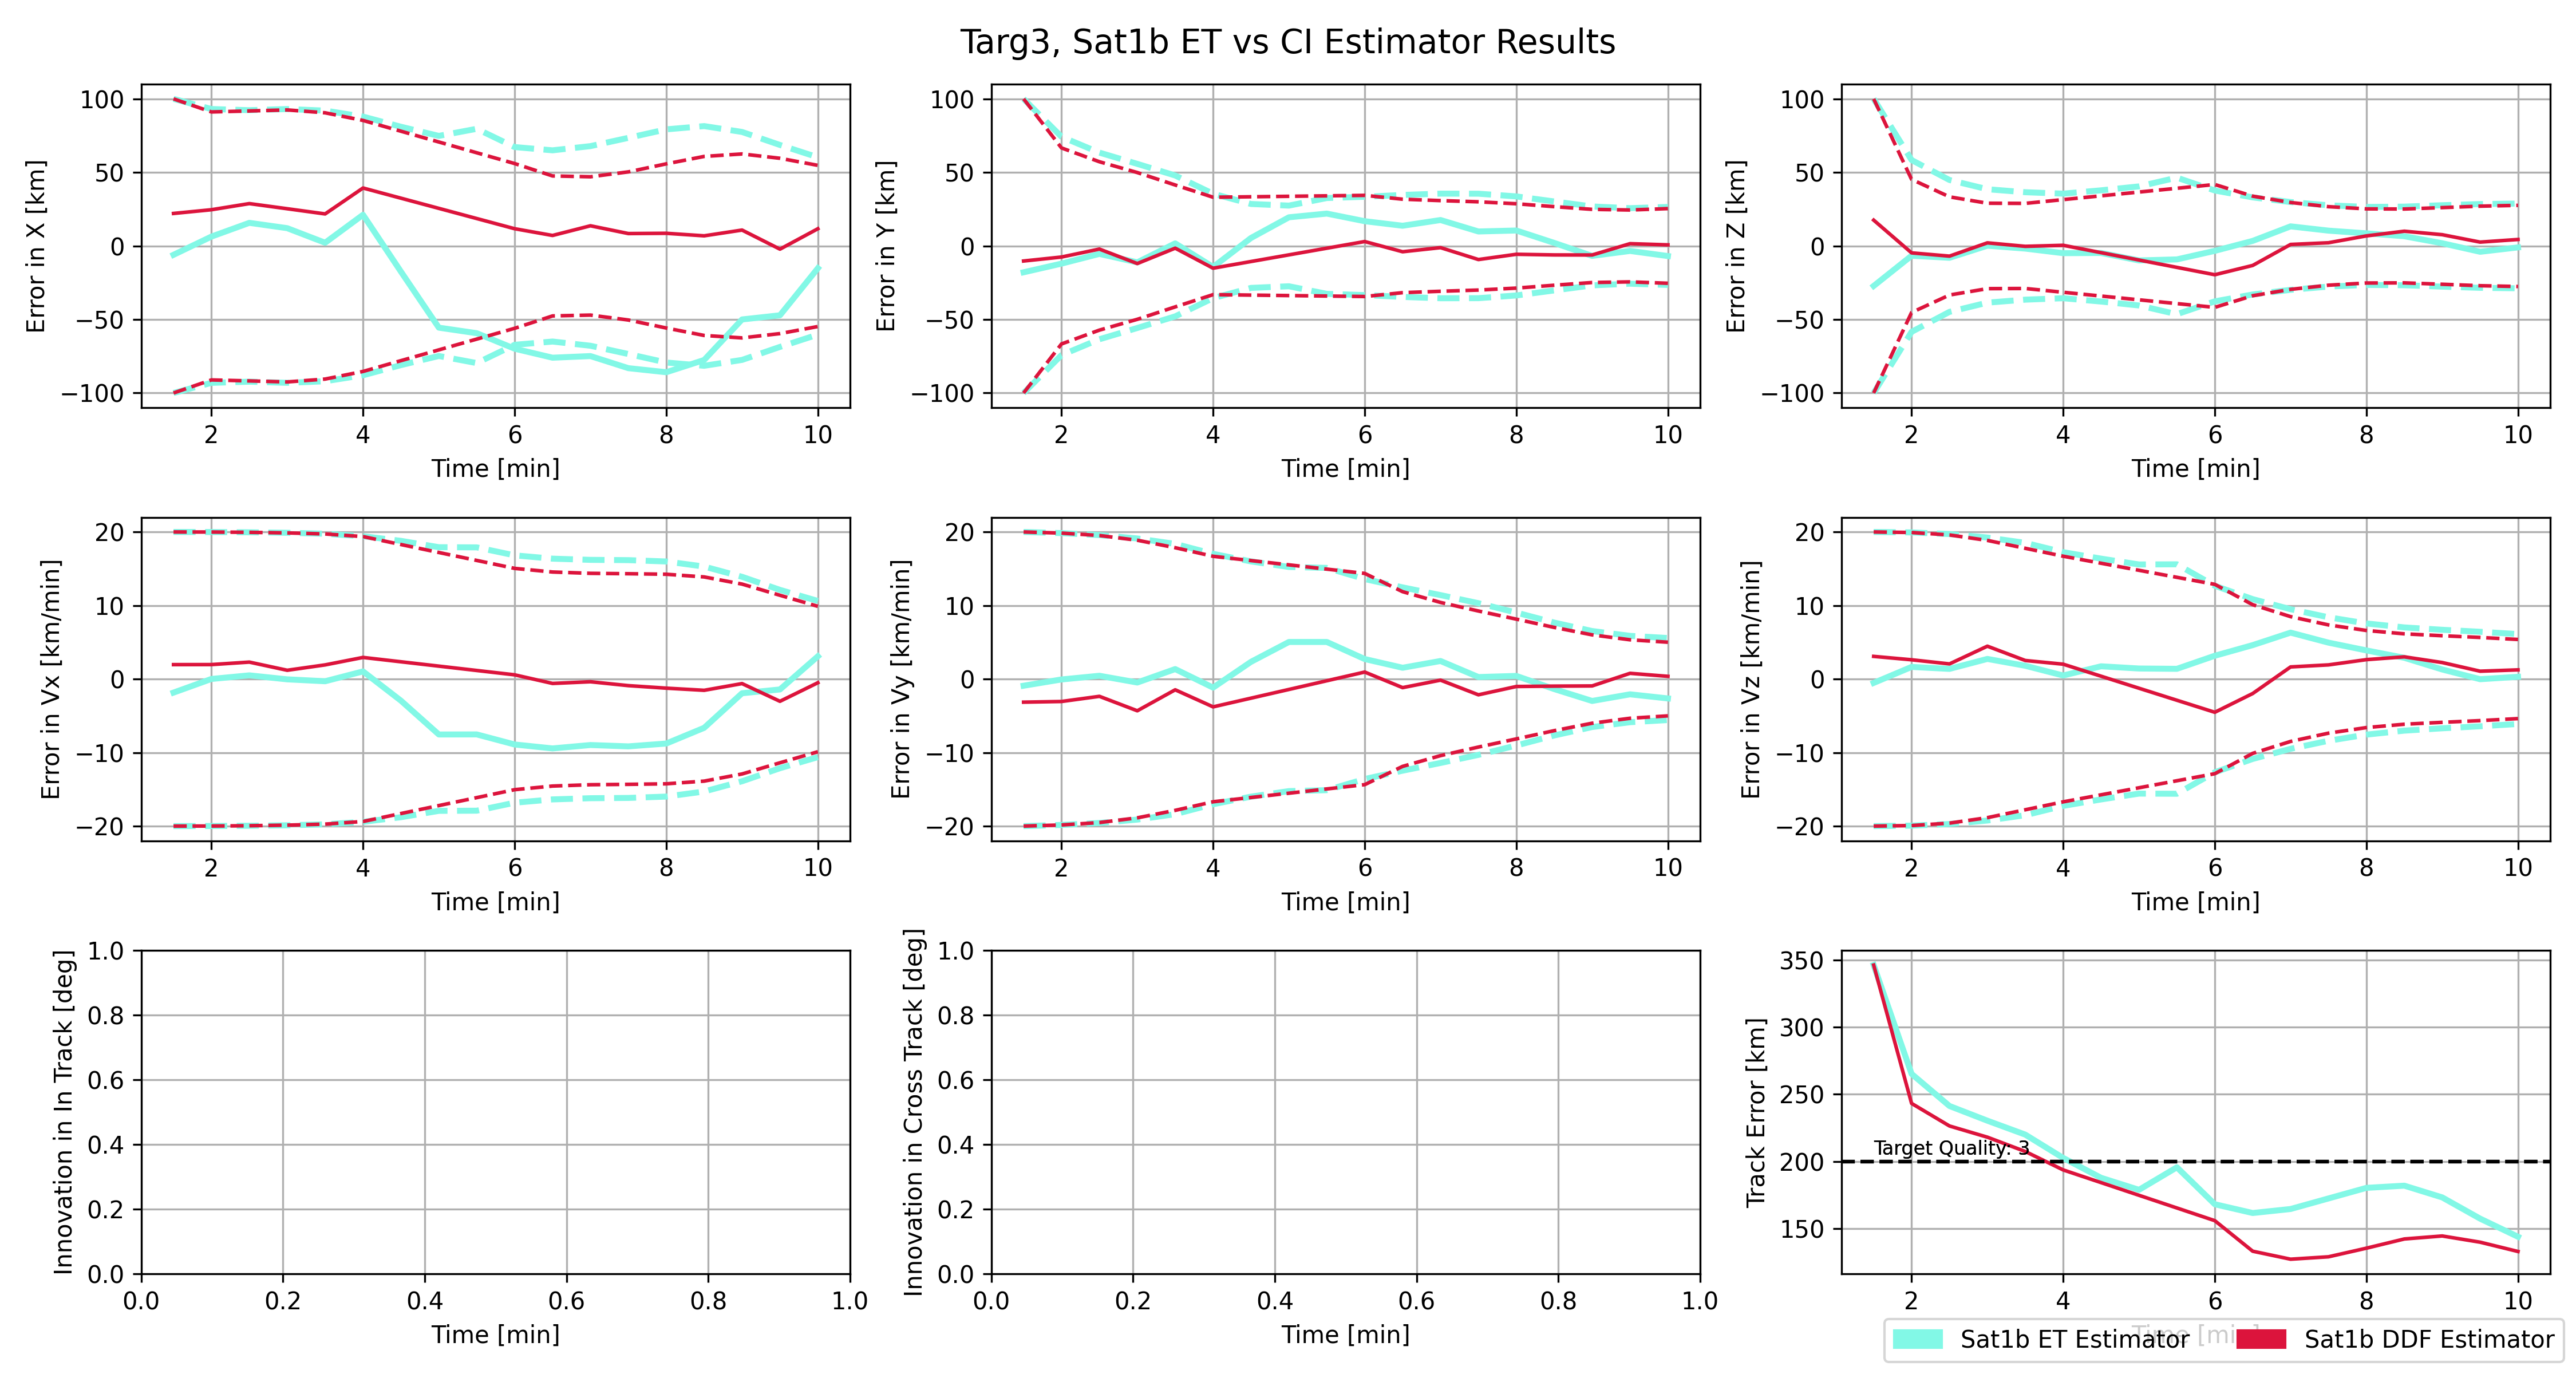 Targ3, Sat1b ET vs CI Estimator Results
Error in X [km]
100
50
0
−50
−100
2 4 6 8 10
Time [min]
Error in Y [km]
100
50
0
−50
−100
2 4 6 8 10
Time [min]
Error in Z [km]
100
50
0
−50
−100
2 4 6 8 10
Time [min]
Error in Vx [km/min]
20
10
0
−10
−20
2 4 6 8 10
Time [min]
Error in Vy [km/min]
20
10
0
−10
−20
2 4 6 8 10
Time [min]
Error in Vz [km/min]
20
10
0
−10
−20
2 4 6 8 10
Time [min]
Innovation in In Track [deg]
1.0
0.8
0.6
0.4
0.2
0.0
0.0 0.2 0.4 0.6 0.8 1.0
Time [min]
Innovation in Cross Track [deg]
1.0
0.8
0.6
0.4
0.2
0.0
0.0 0.2 0.4 0.6 0.8 1.0
Time [min]
Track Error [km]
350
300
250
200
150
Target Quality: 3
2 4 6 8 10
Time [min]
Sat1b ET Estimator Sat1b DDF Estimator